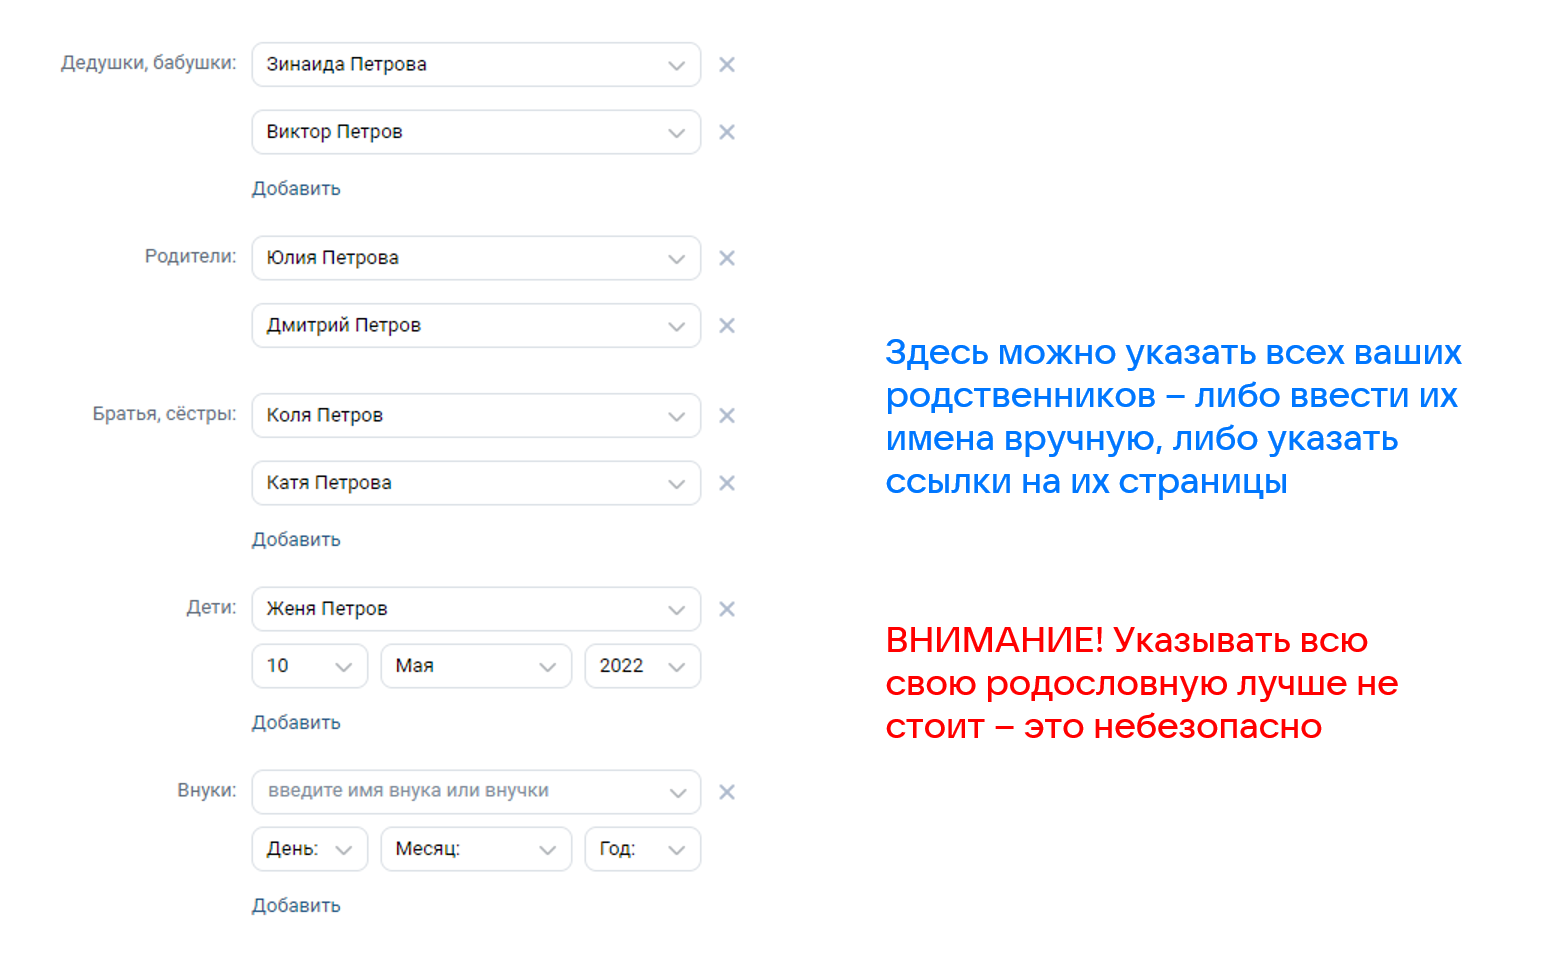 Дедушки, бабушки: Зинаида Петрова
Виктор Петров
Добавить
Родители: Юлия Петрова
Дмитрий Петров
Братья, сёстры: Коля Петров
Катя Петрова
Добавить
Дети: Женя Петров
10 Мая 2022
Добавить
Внуки: введите имя внука или внучки
День: Месяц: Год:
Добавить
Здесь можно указать всех ваших
родственников – либо ввести их
имена вручную, либо указать
ссылки на их страницы
ВНИМАНИЕ! Указывать всю
свою родословную лучше не
стоит – это небезопасно